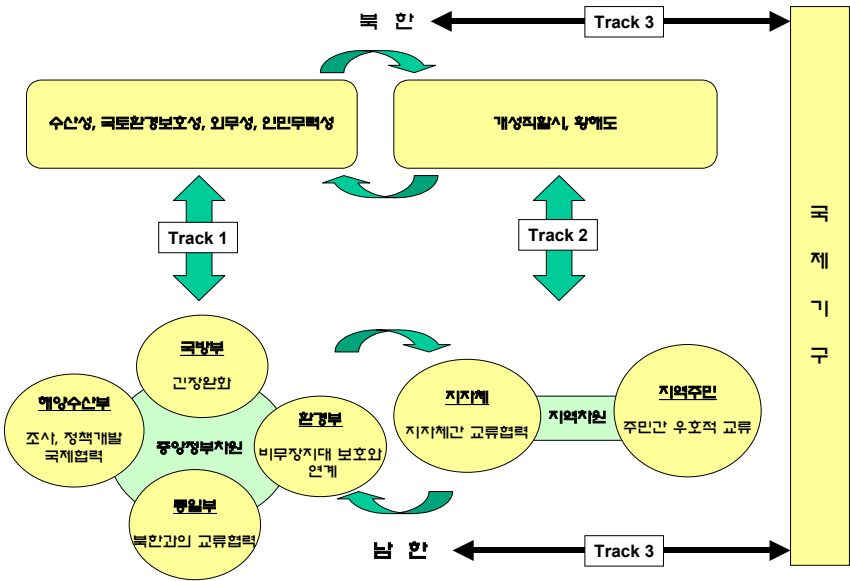 북 한
Track 3
수산성, 국토환경보호성, 외무성, 인민무력성
개성직할시, 황해도
Track 1
Track 2
국
제
기
구
국방부
긴장완화
해양수산부
조사, 정책개발
국제협력
중앙정부차원
환경부
비무장지대 보호와
연계
통일부
북한과의 교류협력
지자체
지자체간 교류협력
지역차원
지역주민
주민간 우호적 교류
남 한
Track 3